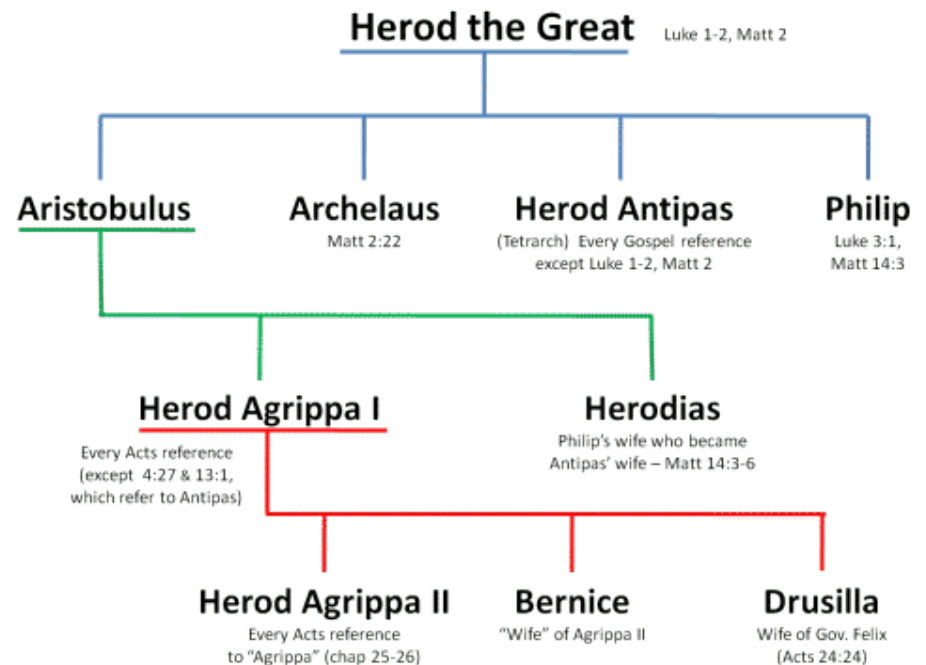 Herod the Great
Luke 1-2, Matt 2
Aristobulus
Archelaus
Matt 2:22
Herod Antipas
(Tetrarch) Every Gospel reference
except Luke 1-2, Matt 2
Philip
Luke 3:1,
Matt 14:3
Herod Agrippa I
Every Acts reference
(except 4:27 & 13:1,
which refer to Antipas)
Herodias
Philip's wife who became
Antipas' wife – Matt 14:3-6
Herod Agrippa II
Every Acts reference
to "Agrippa" (chap 25-26)
Bernice
"Wife" of Agrippa II
Drusilla
Wife of Gov. Felix
(Acts 24:24)